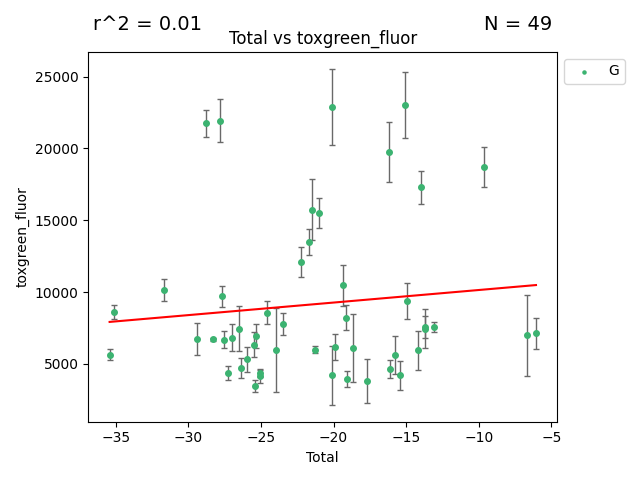 r^2 = 0.01
N = 49
Total vs toxgreen_fluor
G
25000
20000
15000
10000
5000
toxgreen_fluor
−35
−30
−25
−20
−15
−10
−5
Total